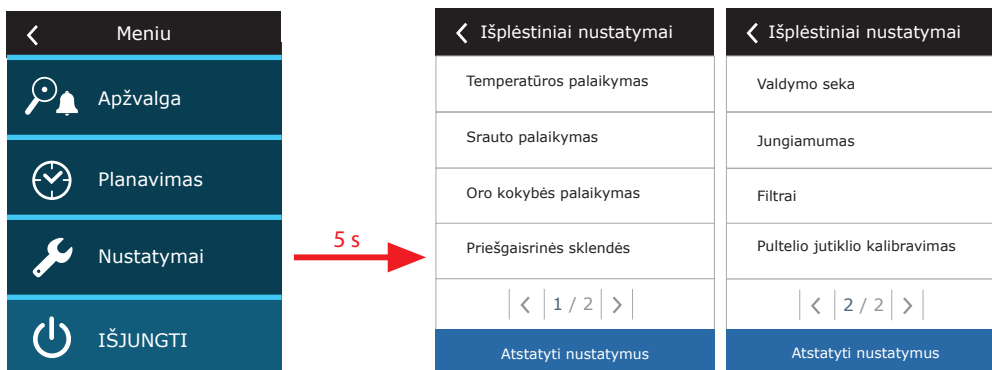 Meniu
Apžvalga
Planavimas
Nustatymai
IŠJUNGTI
5 s
Išplėstiniai nustatymai
Temperatūros palaikymas
Srauto palaikymas
Oro kokybės palaikymas
Priešgaisrinės sklendės
1 / 2
Atstatyti nustatymus
Išplėstiniai nustatymai
Valdymo seka
Jungiamumas
Filtrai
Pultelio jutiklio kalibravimas
2 / 2
Atstatyti nustatymus